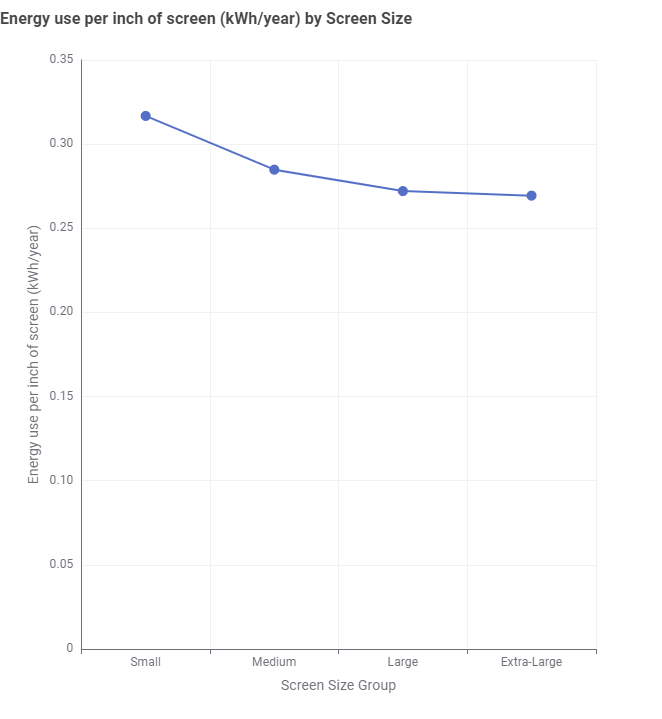 Energy use per inch of screen (kWh/year) by Screen Size
Energy use per inch of screen (kWh/year)
0.35
0.30
0.25
0.20
0.15
0.10
0.05
0
Small Medium Large Extra-Large
Screen Size Group